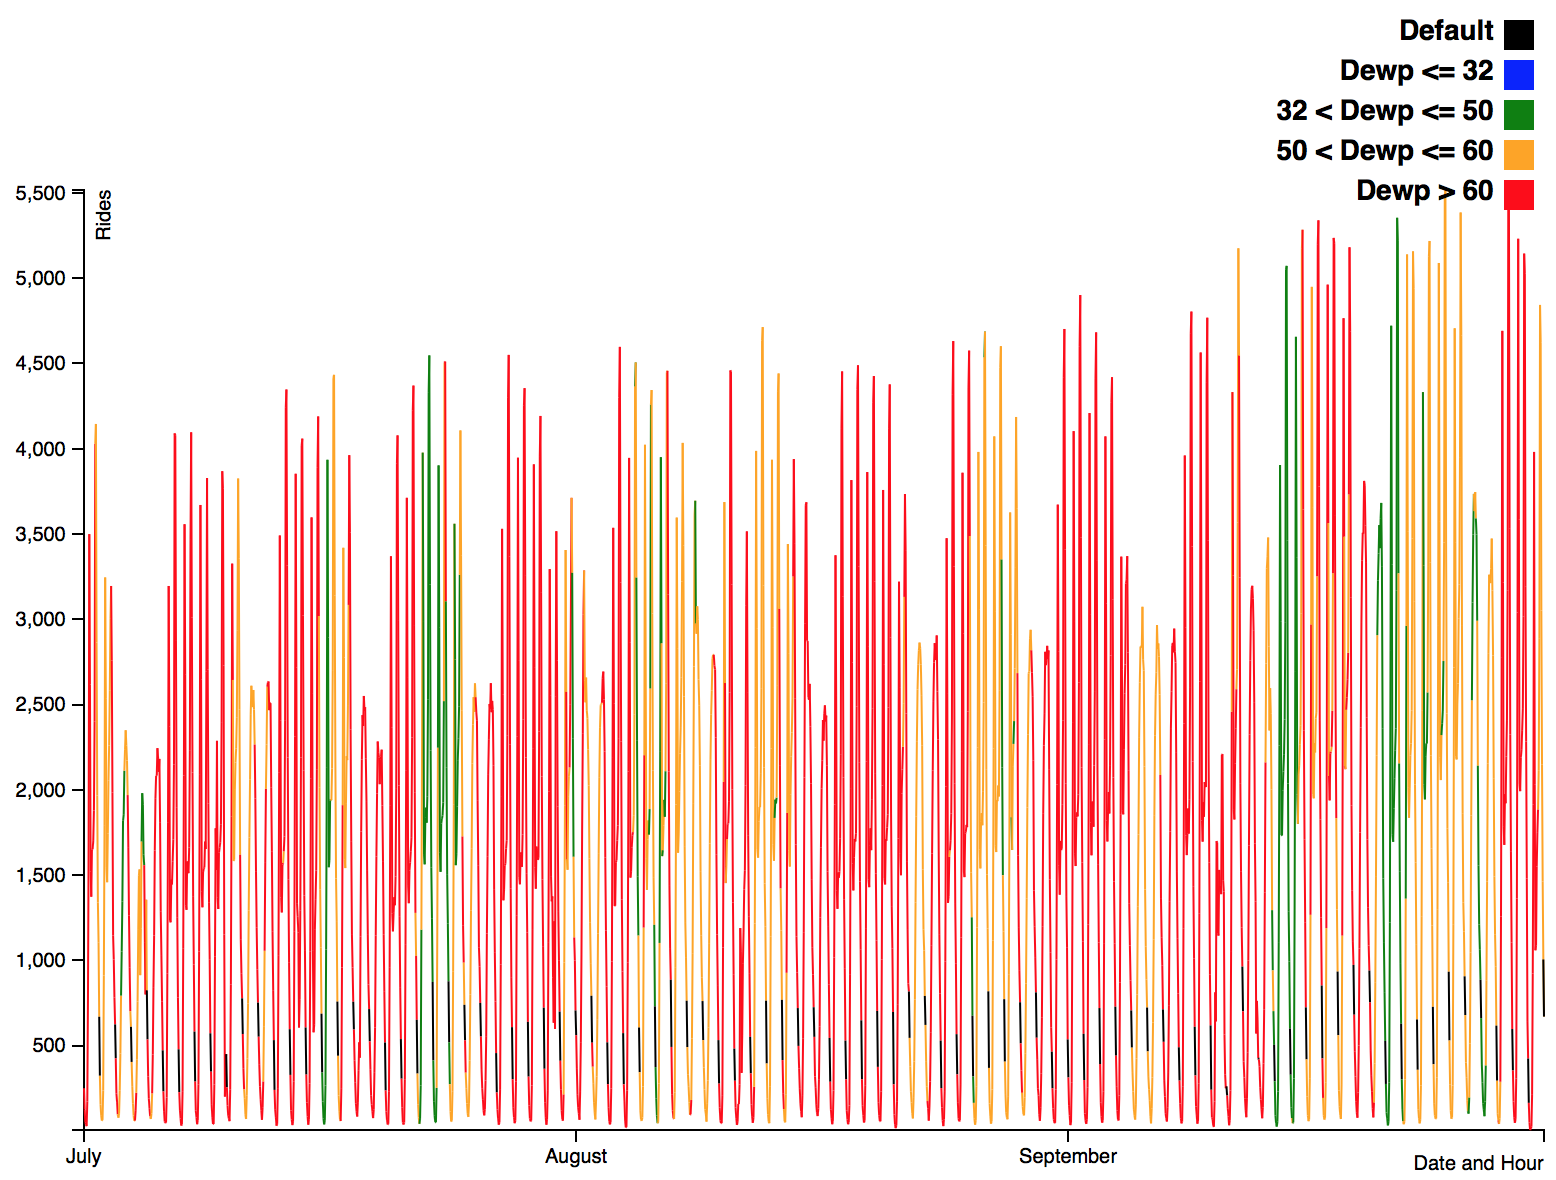 Default
Dewp <= 32
32 < Dewp <= 50
50 < Dewp <= 60
Dewp > 60
Rides
5,500
5,000
4,500
4,000
3,500
3,000
2,500
2,000
1,500
1,000
500
July
August
September
Date and Hour